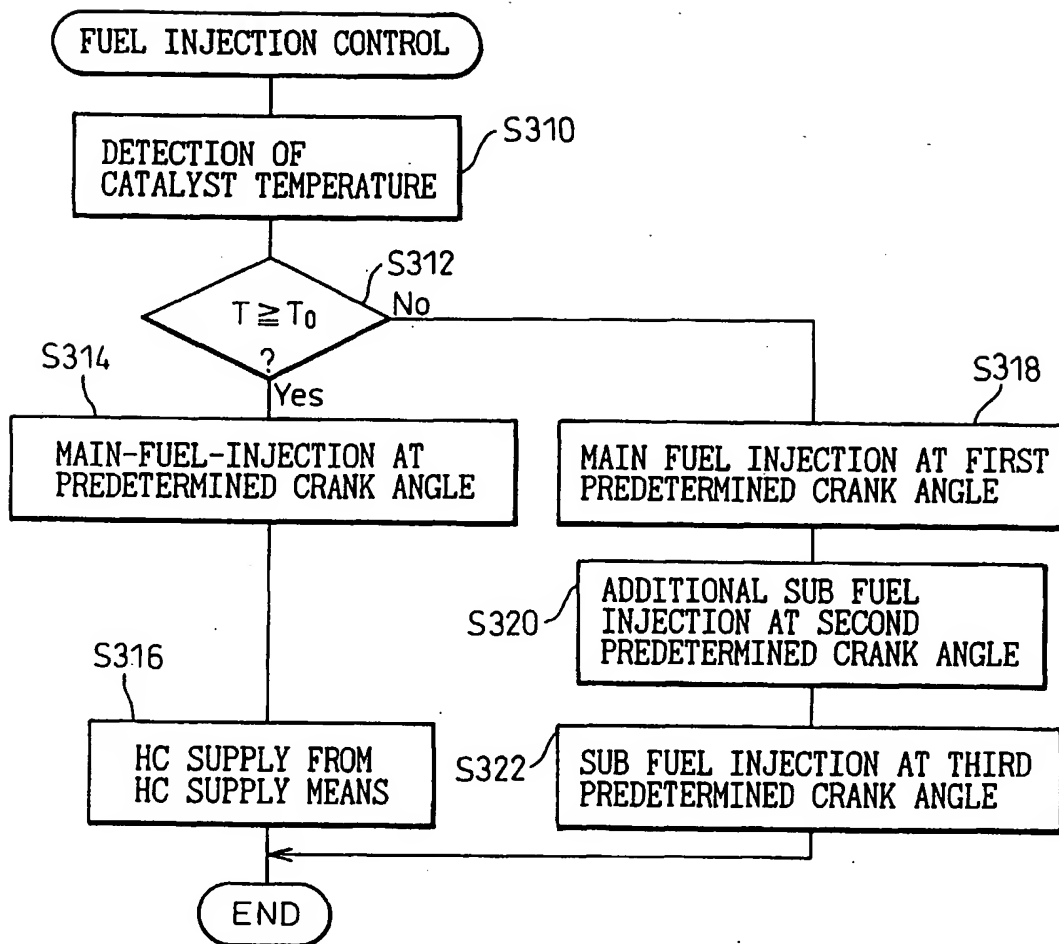 FUEL INJECTION CONTROL
S310
DETECTION OF
CATALYST TEMPERATURE
S312
T ≧ T₀
?
No
Yes
S314
MAIN-FUEL-INJECTION AT
PREDETERMINED CRANK ANGLE
S318
MAIN FUEL INJECTION AT FIRST
PREDETERMINED CRANK ANGLE
S320
ADDITIONAL SUB FUEL
INJECTION AT SECOND
PREDETERMINED CRANK ANGLE
S316
HC SUPPLY FROM
HC SUPPLY MEANS
S322
SUB FUEL INJECTION AT THIRD
PREDETERMINED CRANK ANGLE
END